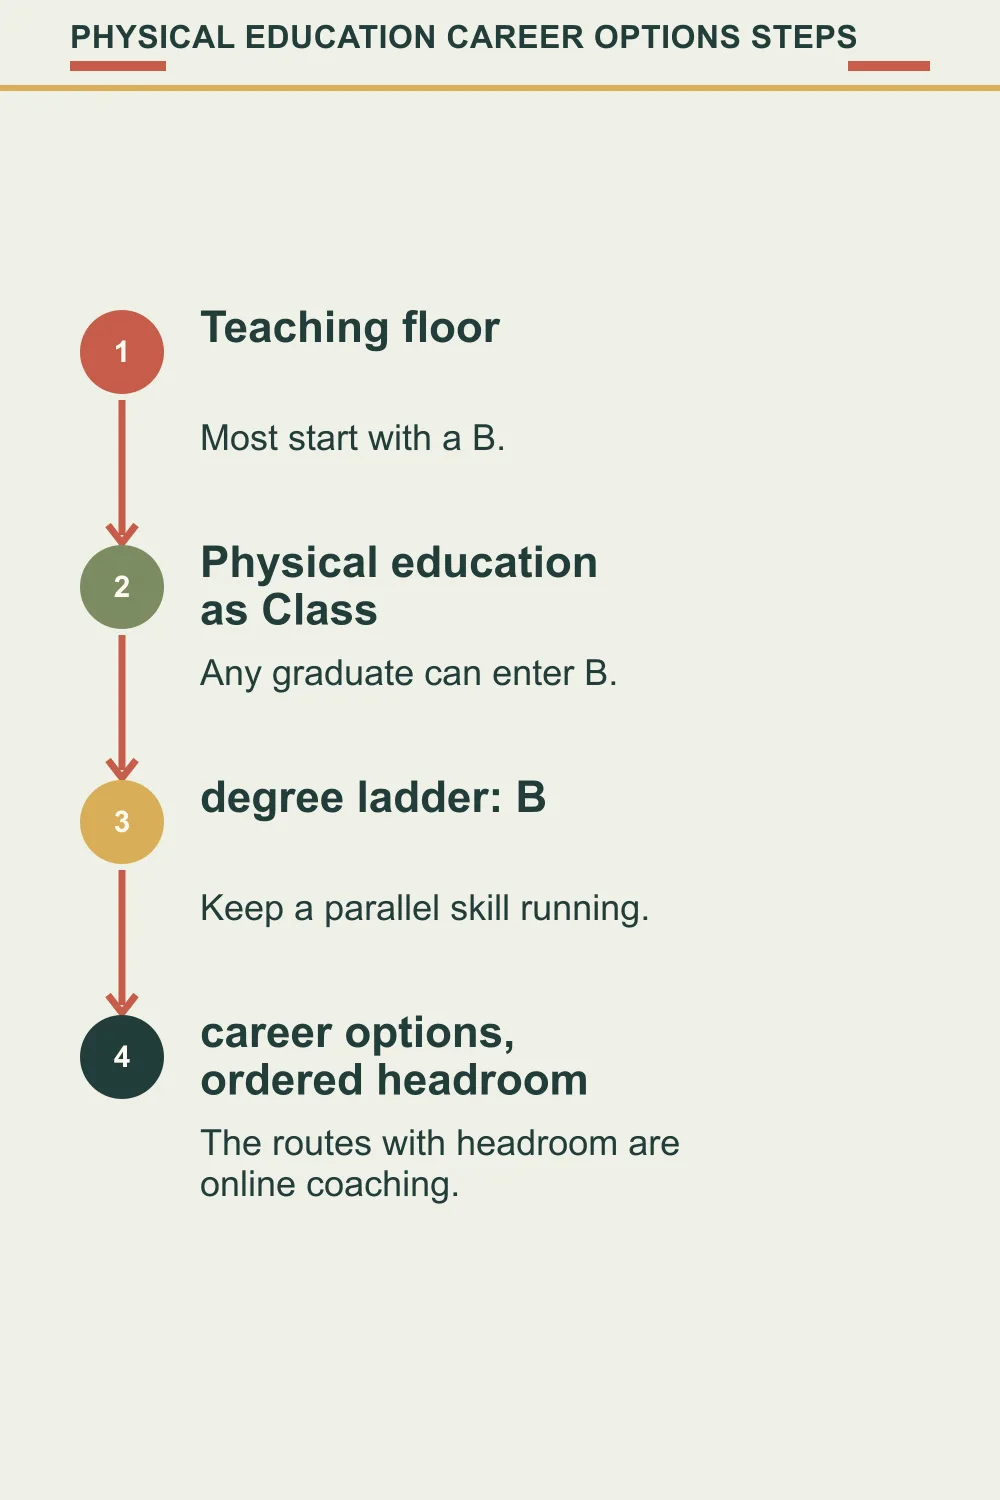 PHYSICAL EDUCATION CAREER OPTIONS STEPS
1
Teaching floor
Most start with a B.
2
Physical education
as Class
Any graduate can enter B.
3
degree ladder: B
Keep a parallel skill running.
4
career options,
ordered headroom
The routes with headroom are
online coaching.